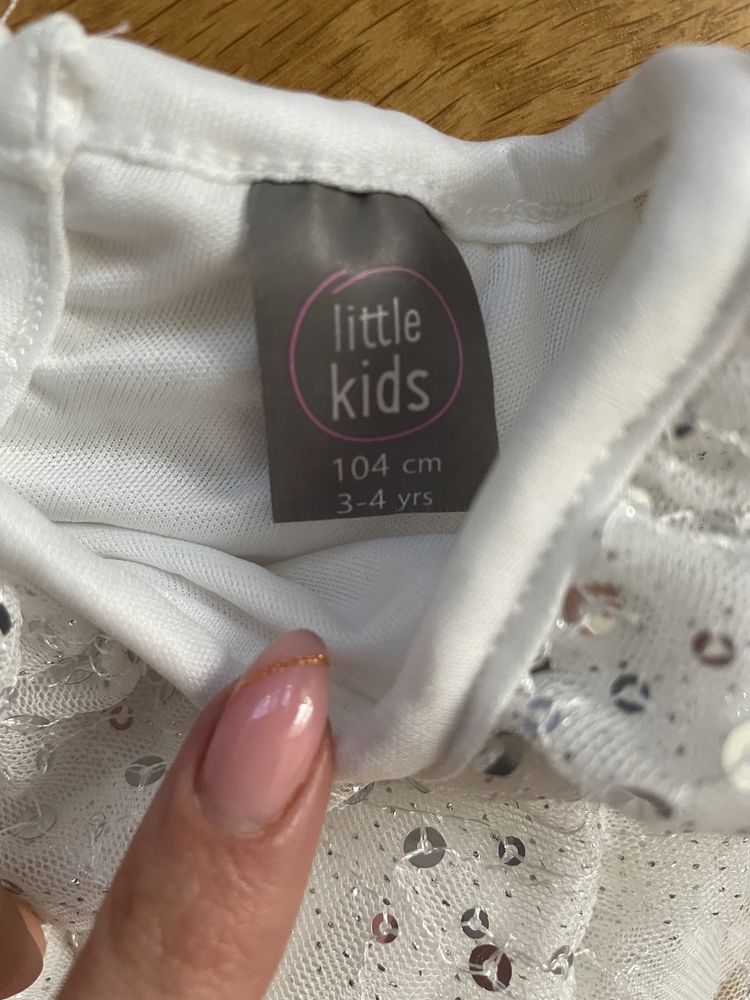 little
kids
104 cm
3-4 yrs